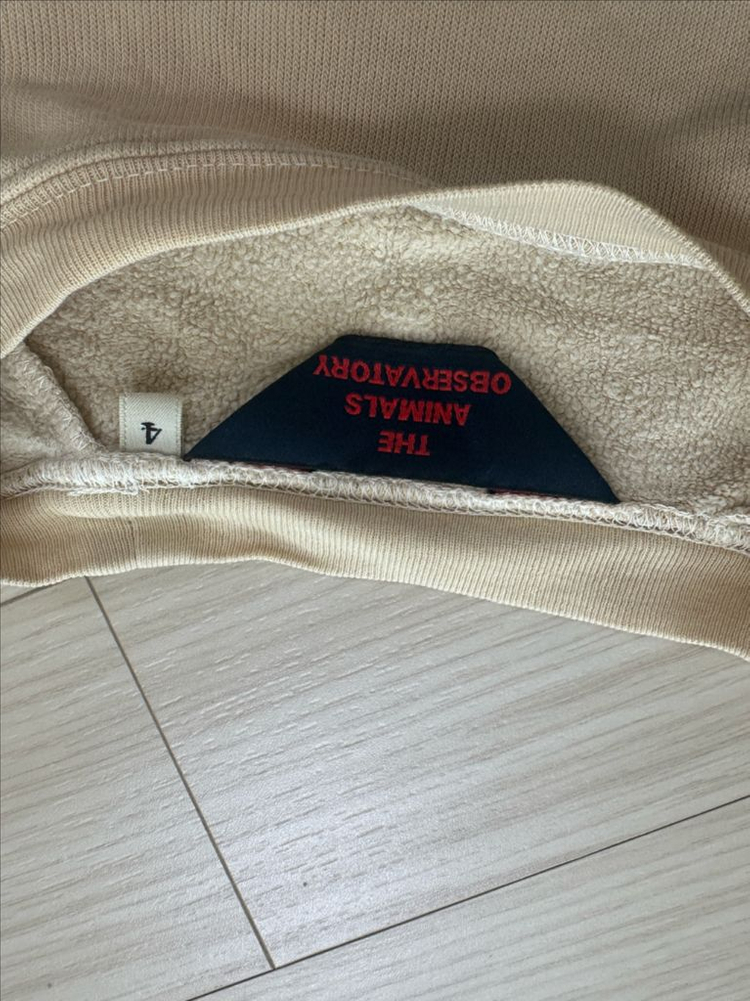 THE
ANIMALS
OBSERVATORY
4